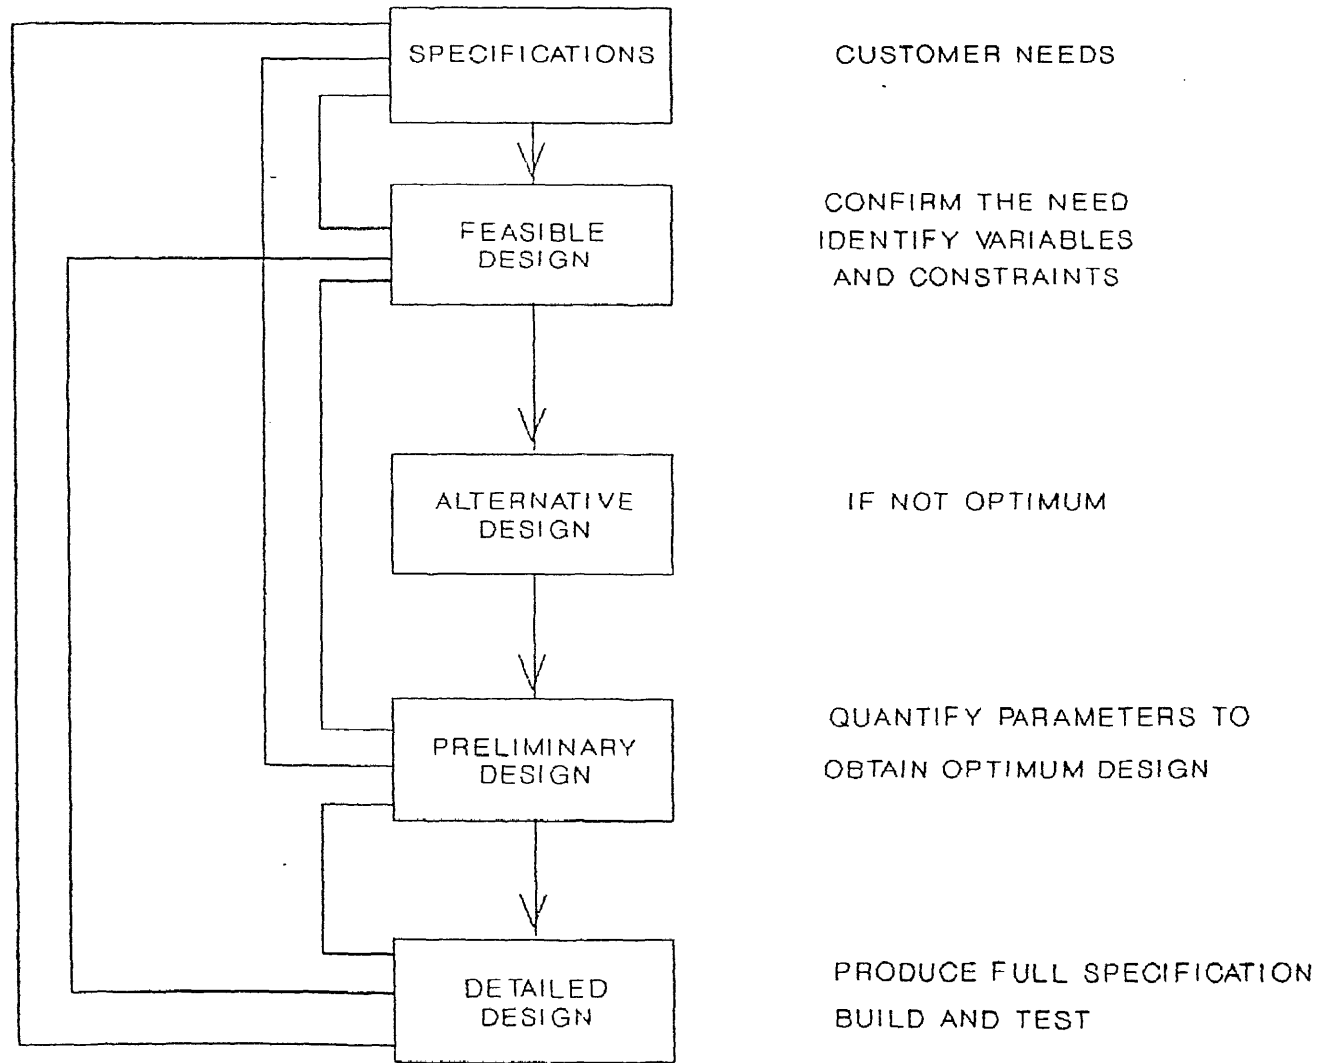 SPECIFICATIONS
CUSTOMER NEEDS
FEASIBLE
DESIGN
CONFIRM THE NEED
IDENTIFY VARIABLES
AND CONSTRAINTS
ALTERNATIVE
DESIGN
IF NOT OPTIMUM
PRELIMINARY
DESIGN
QUANTIFY PARAMETERS TO
OBTAIN OPTIMUM DESIGN
DETAILED
DESIGN
PRODUCE FULL SPECIFICATION
BUILD AND TEST